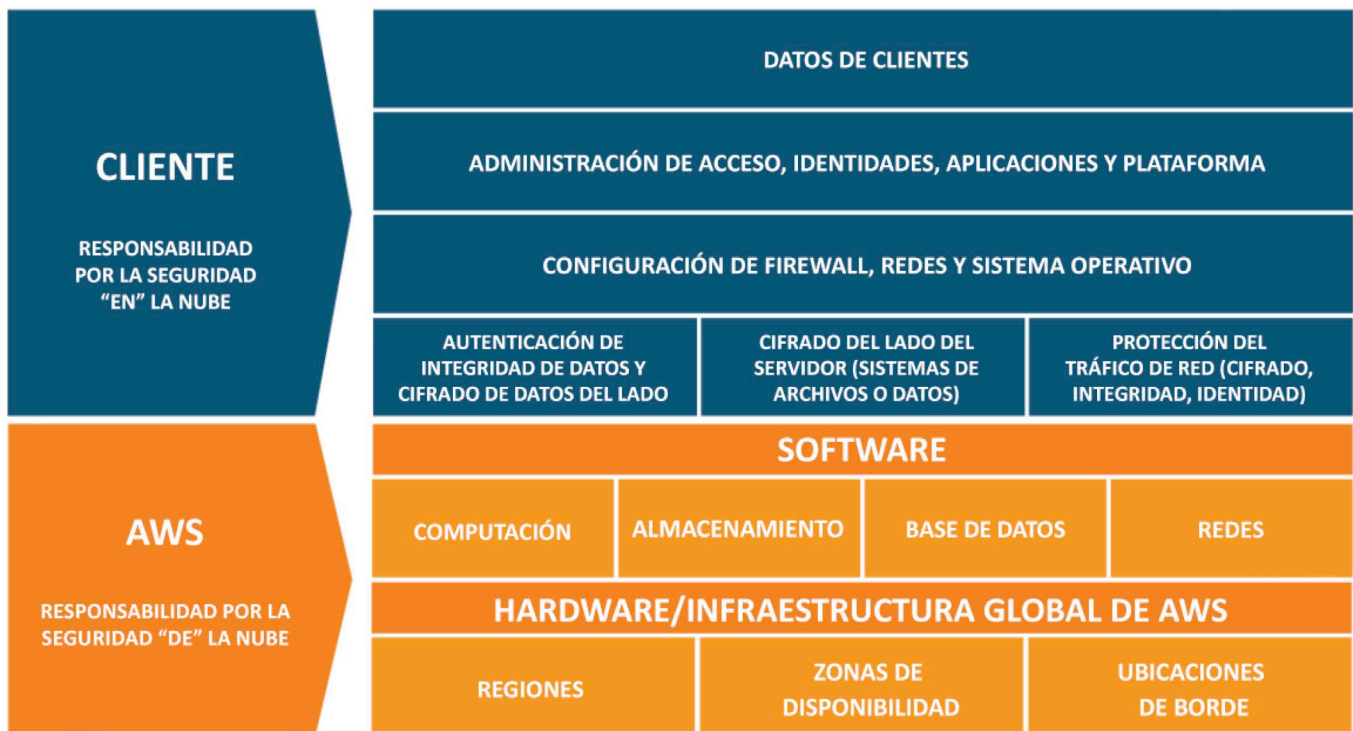 CLIENTE
RESPONSABILIDAD
POR LA SEGURIDAD
“EN” LA NUBE
DATOS DE CLIENTES
ADMINISTRACIÓN DE ACCESO, IDENTIDADES, APLICACIONES Y PLATAFORMA
CONFIGURACIÓN DE FIREWALL, REDES Y SISTEMA OPERATIVO
AUTENTICACIÓN DE
INTEGRIDAD DE DATOS Y
CIFRADO DE DATOS DEL LADO
CIFRADO DEL LADO DEL
SERVIDOR (SISTEMAS DE
ARCHIVOS O DATOS)
PROTECCIÓN DEL
TRÁFICO DE RED (CIFRADO,
INTEGRIDAD, IDENTIDAD)
AWS
RESPONSABILIDAD POR LA
SEGURIDAD “DE” LA NUBE
SOFTWARE
COMPUTACIÓN
ALMACENAMIENTO
BASE DE DATOS
REDES
HARDWARE/INFRAESTRUCTURA GLOBAL DE AWS
REGIONES
ZONAS DE
DISPONIBILIDAD
UBICACIONES
DE BORDE